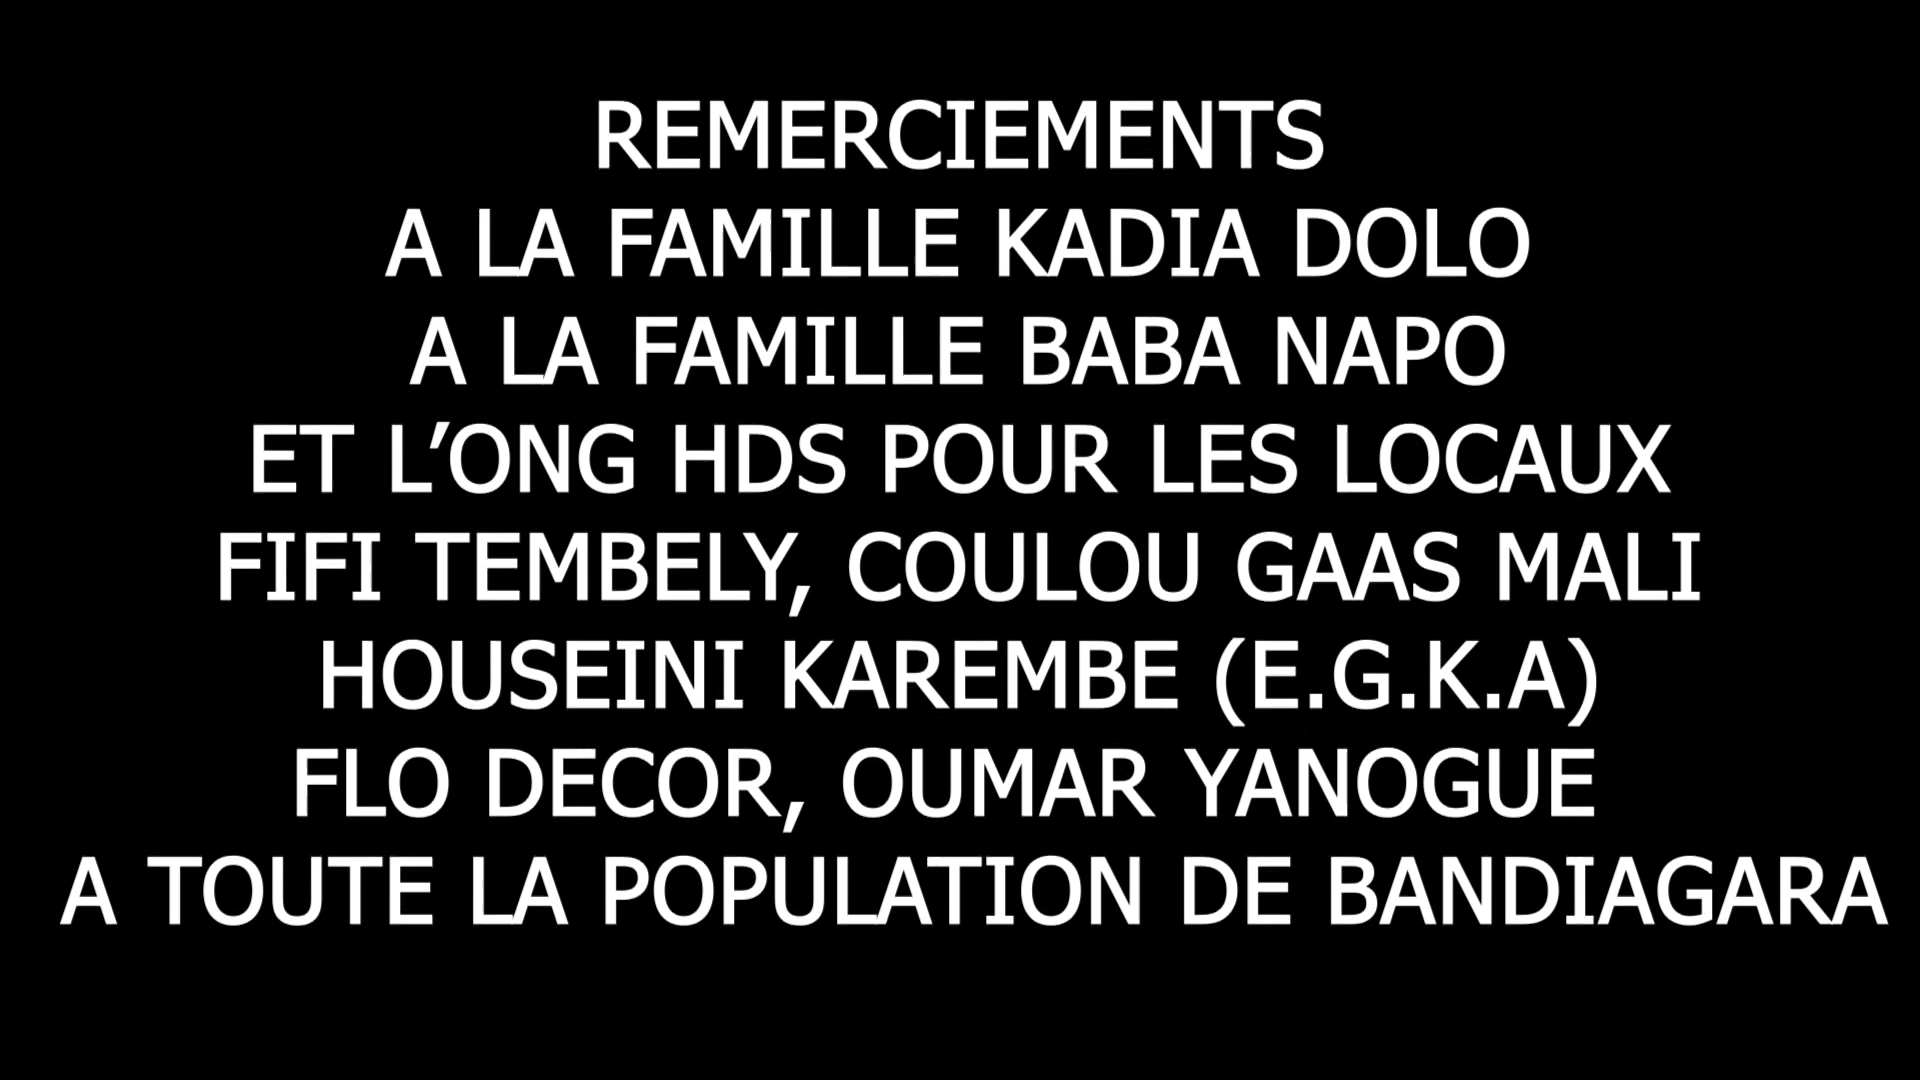 REMERCIEMENTS
A LA FAMILLE KADIA DOLO
A LA FAMILLE BABA NAPO
ET L’ONG HDS POUR LES LOCAUX
FIFI TEMBELY, COULOU GAAS MALI
HOUSEINI KAREMBE (E.G.K.A)
FLO DECOR, OUMAR YANOGUE
A TOUTE LA POPULATION DE BANDIAGARA